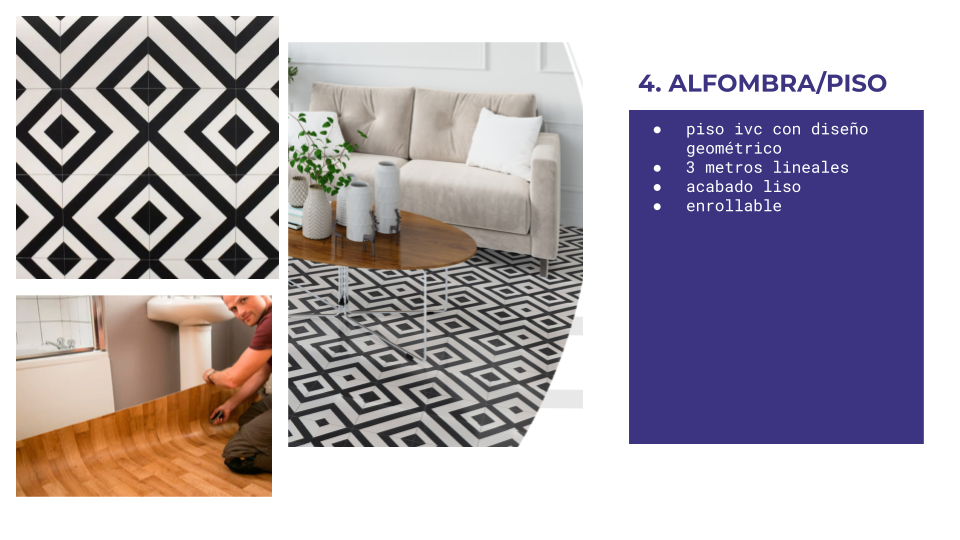 4. ALFOMBRA/PISO
● piso ivc con diseño
geométrico
● 3 metros lineales
● acabado liso
● enrollable